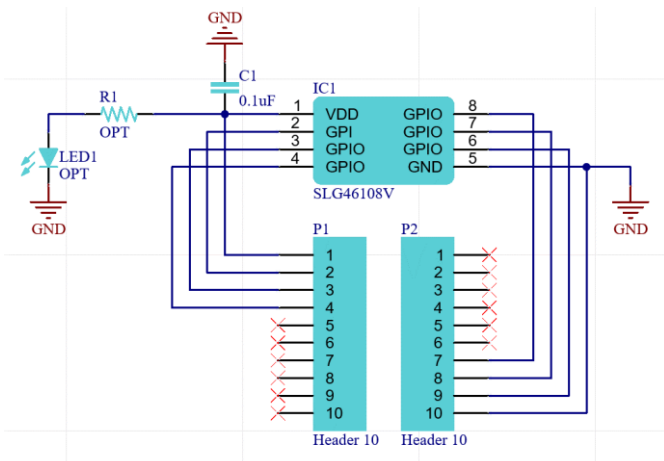 GND
C1
0.1uF
R1
OPT
LED1
OPT
GND
IC1
1 VDD GPIO 8
2 GPI GPIO 7
3 GPIO GPIO 6
4 GPIO GND 5
SLG46108V
GND
P1
1
2
3
4
5
6
7
8
9
10
Header 10
P2
1
2
3
4
5
6
7
8
9
10
Header 10